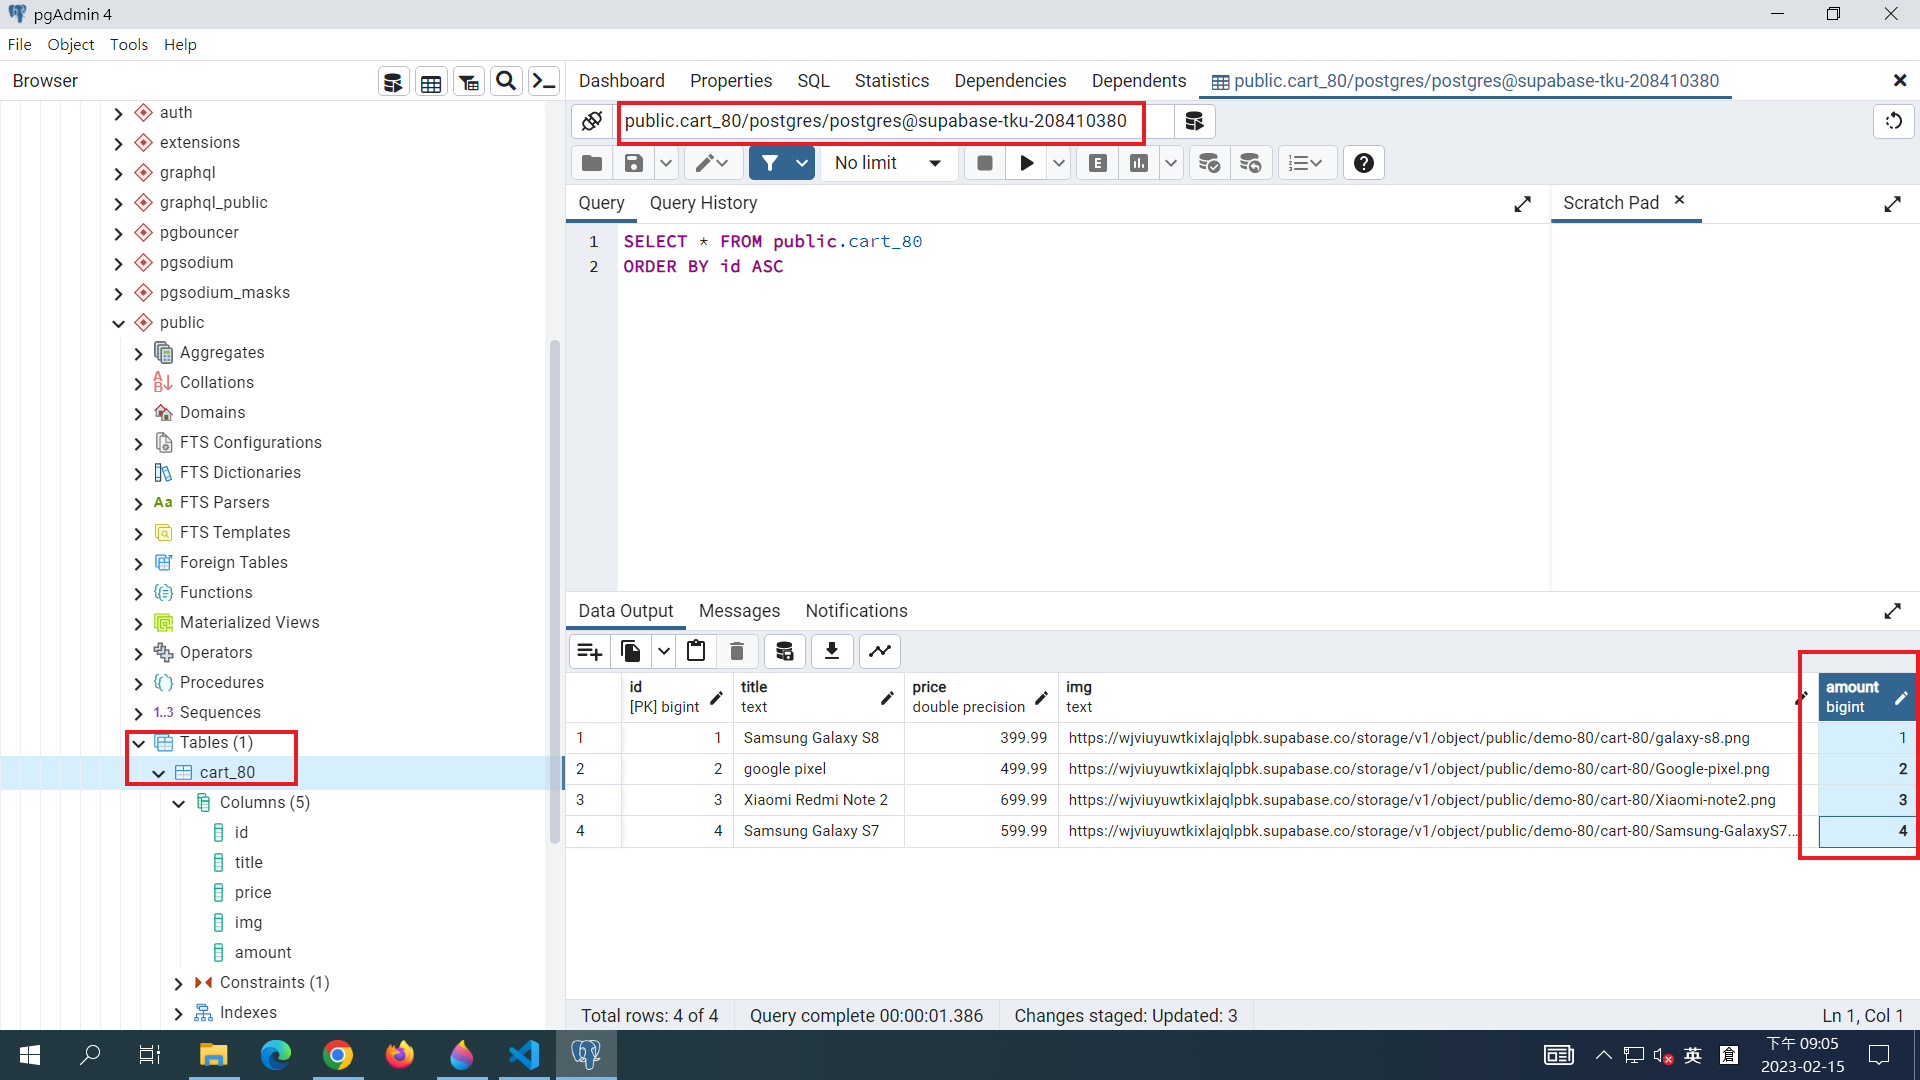 pgAdmin 4
File Object Tools Help
Browser
Dashboard Properties SQL Statistics Dependencies Dependents public.cart_80/postgres/postgres@supabase-tku-208410380
auth
extensions
graphql
graphql_public
pgbouncer
pgsodium
pgsodium_masks
public
Aggregates
Collations
Domains
FTS Configurations
FTS Dictionaries
Aa FTS Parsers
FTS Templates
Foreign Tables
Functions
Materialized Views
Operators
Procedures
1..3 Sequences
Tables (1)
cart_80
Columns (5)
id
title
price
img
amount
Constraints (1)
Indexes
public.cart_80/postgres/postgres@supabase-tku-208410380
No limit
E
Query Query History
Scratch Pad
1 SELECT * FROM public.cart_80
2 ORDER BY id ASC
Data Output Messages Notifications
id title price img amount
[PK] bigint text double precision text bigint
1 1 Samsung Galaxy S8 399.99 https://wjviuyuwtkixlajqlpbk.supabase.co/storage/v1/object/public/demo-80/cart-80/galaxy-s8.png 1
2 2 google pixel 499.99 https://wjviuyuwtkixlajqlpbk.supabase.co/storage/v1/object/public/demo-80/cart-80/Google-pixel.png 2
3 3 Xiaomi Redmi Note 2 699.99 https://wjviuyuwtkixlajqlpbk.supabase.co/storage/v1/object/public/demo-80/cart-80/Xiaomi-note2.png 3
4 4 Samsung Galaxy S7 599.99 https://wjviuyuwtkixlajqlpbk.supabase.co/storage/v1/object/public/demo-80/cart-80/Samsung-GalaxyS7... 4
Total rows: 4 of 4 Query complete 00:00:01.386 Changes staged: Updated: 3 Ln 1, Col 1
英 倉 下午 09:05
2023-02-15